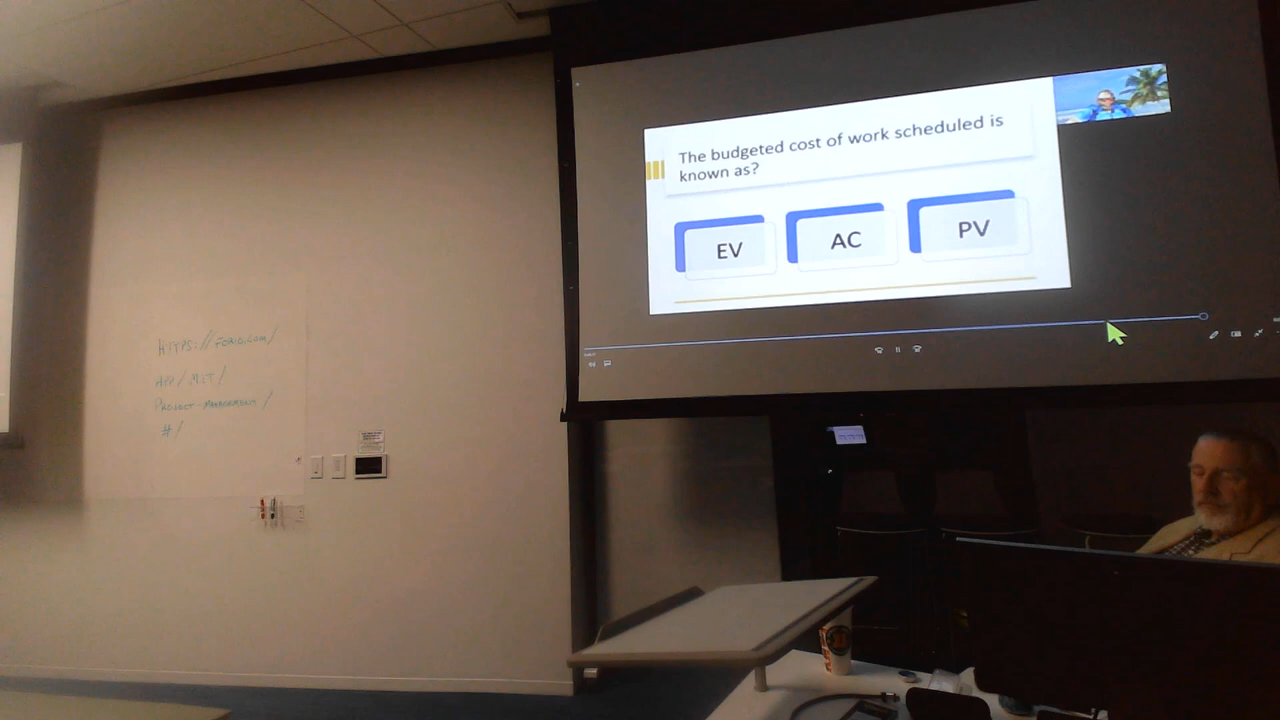 The budgeted cost of work scheduled is
known as?
EV
AC
PV
HTTPS://FORIO.COM/
APP/MIT/
PROJECT-MANAGEMENT/
#/